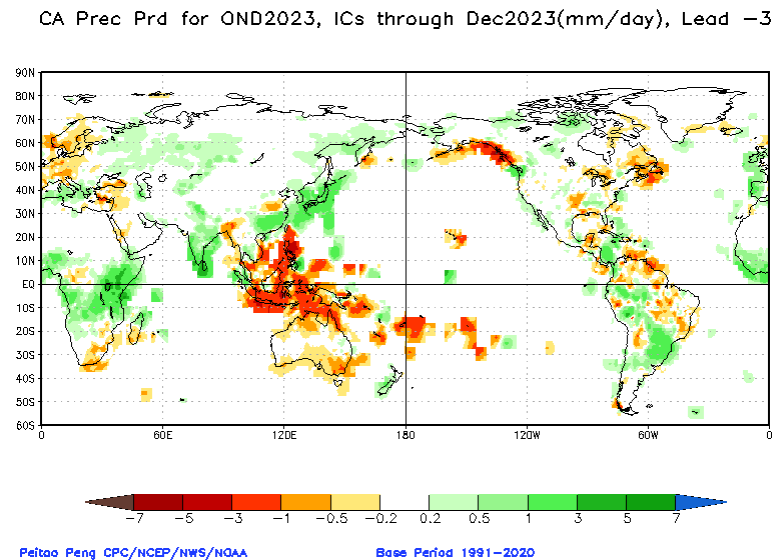 CA Prec Prd for OND2023, ICs through Dec2023(mm/day), Lead −3
90N
80N
70N
60N
50N
40N
30N
20N
10N
EQ
10S
20S
30S
40S
50S
60S
0 60E 120E 180 120W 60W 0
−7 −5 −3 −1 −0.5 −0.2 0.2 0.5 1 3 5 7
Peitao Peng CPC/NCEP/NWS/NOAA Base Period 1991−2020